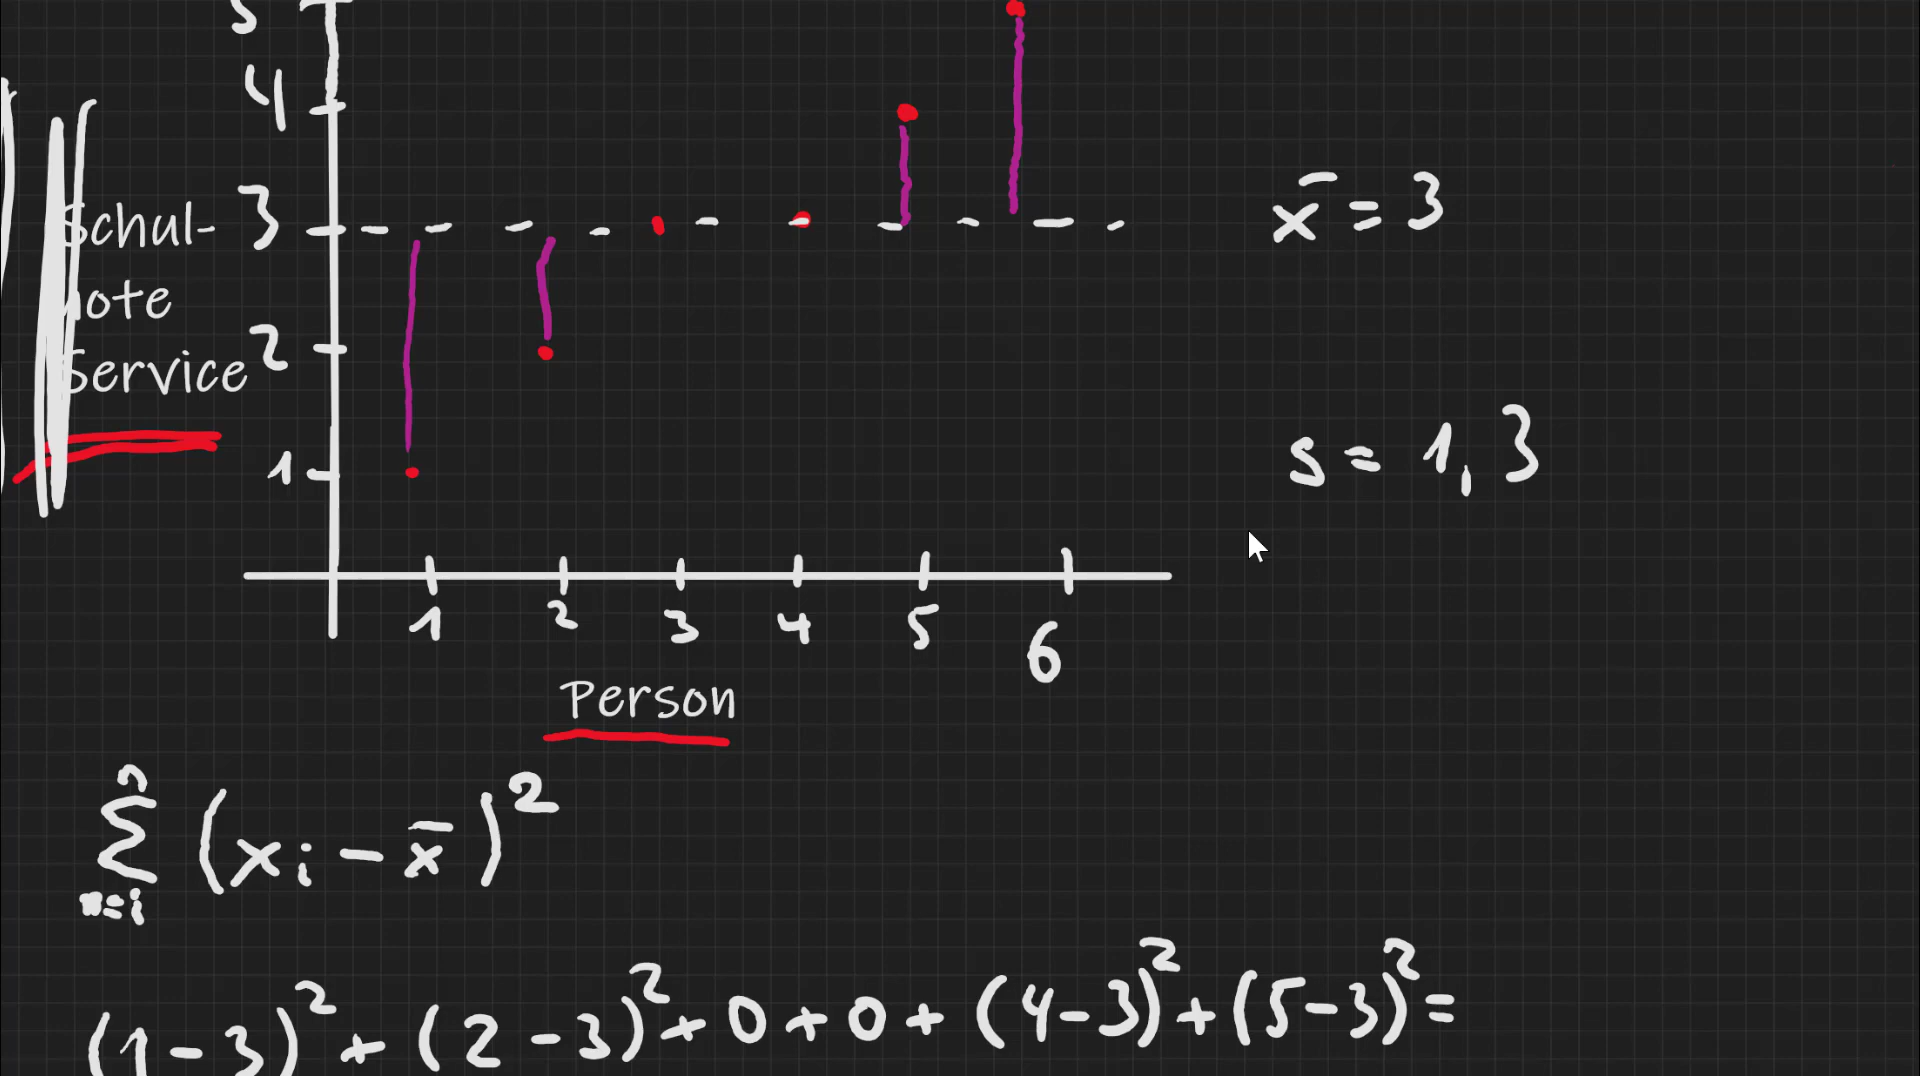 5
4
3
Schul-
note
Service
2
1
x̄ = 3
s = 1,3
1 2 3 4 5 6
Person
n
∑ (xᵢ - x̄)²
=i
(1-3)² + (2-3)² + 0 + 0 + (4-3)² + (5-3)² =